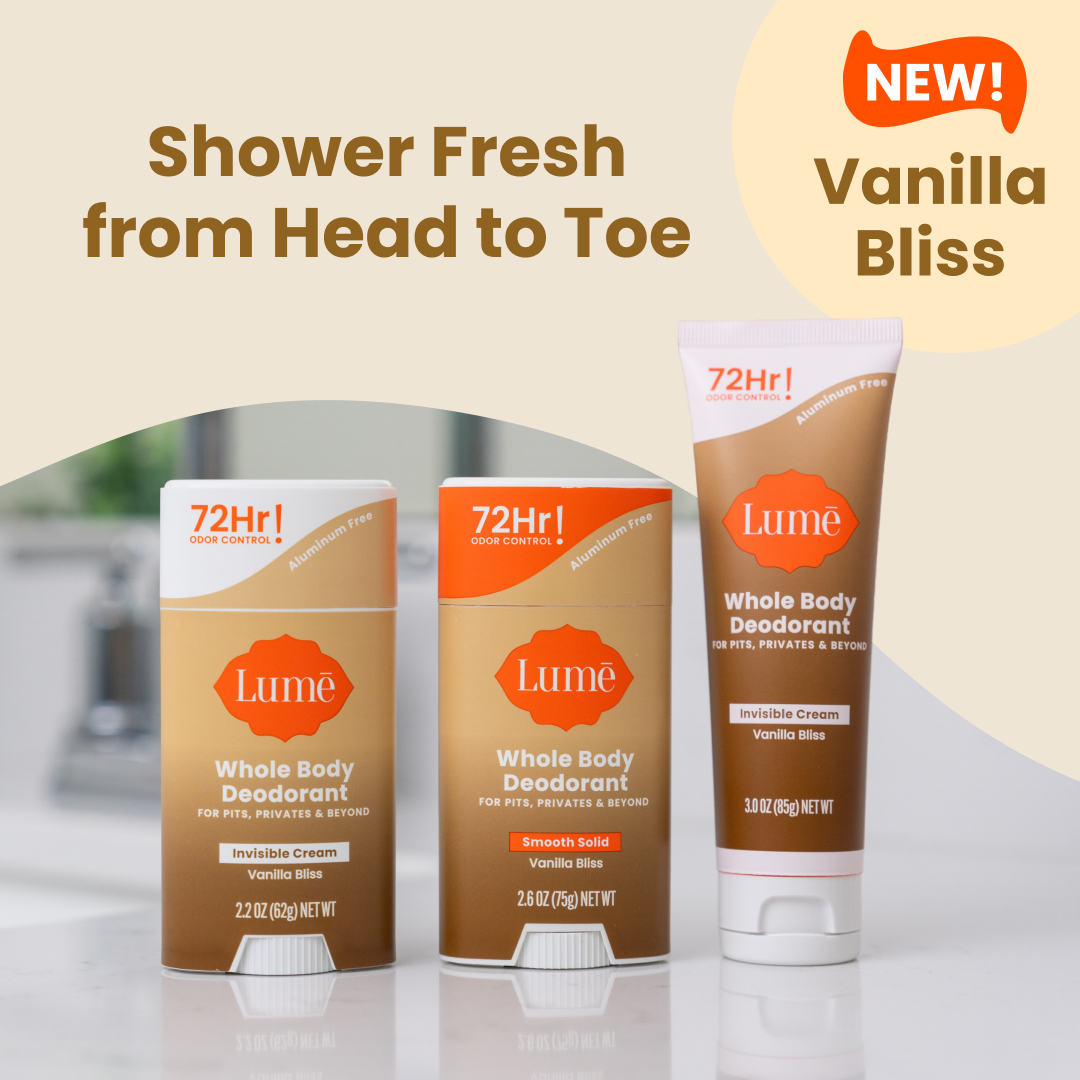 NEW!
Vanilla
Bliss
Shower Fresh
from Head to Toe
72Hr!
ODOR CONTROL
Aluminum Free
Lumē
Whole Body
Deodorant
FOR PITS, PRIVATES & BEYOND
Invisible Cream
Vanilla Bliss
2.2 OZ (62g) NET WT
72Hr!
ODOR CONTROL
Aluminum Free
Lumē
Whole Body
Deodorant
FOR PITS, PRIVATES & BEYOND
Smooth Solid
Vanilla Bliss
2.6 OZ (75g) NET WT
72Hr!
ODOR CONTROL
Aluminum Free
Lumē
Whole Body
Deodorant
FOR PITS, PRIVATES & BEYOND
Invisible Cream
Vanilla Bliss
3.0 OZ (85g) NET WT